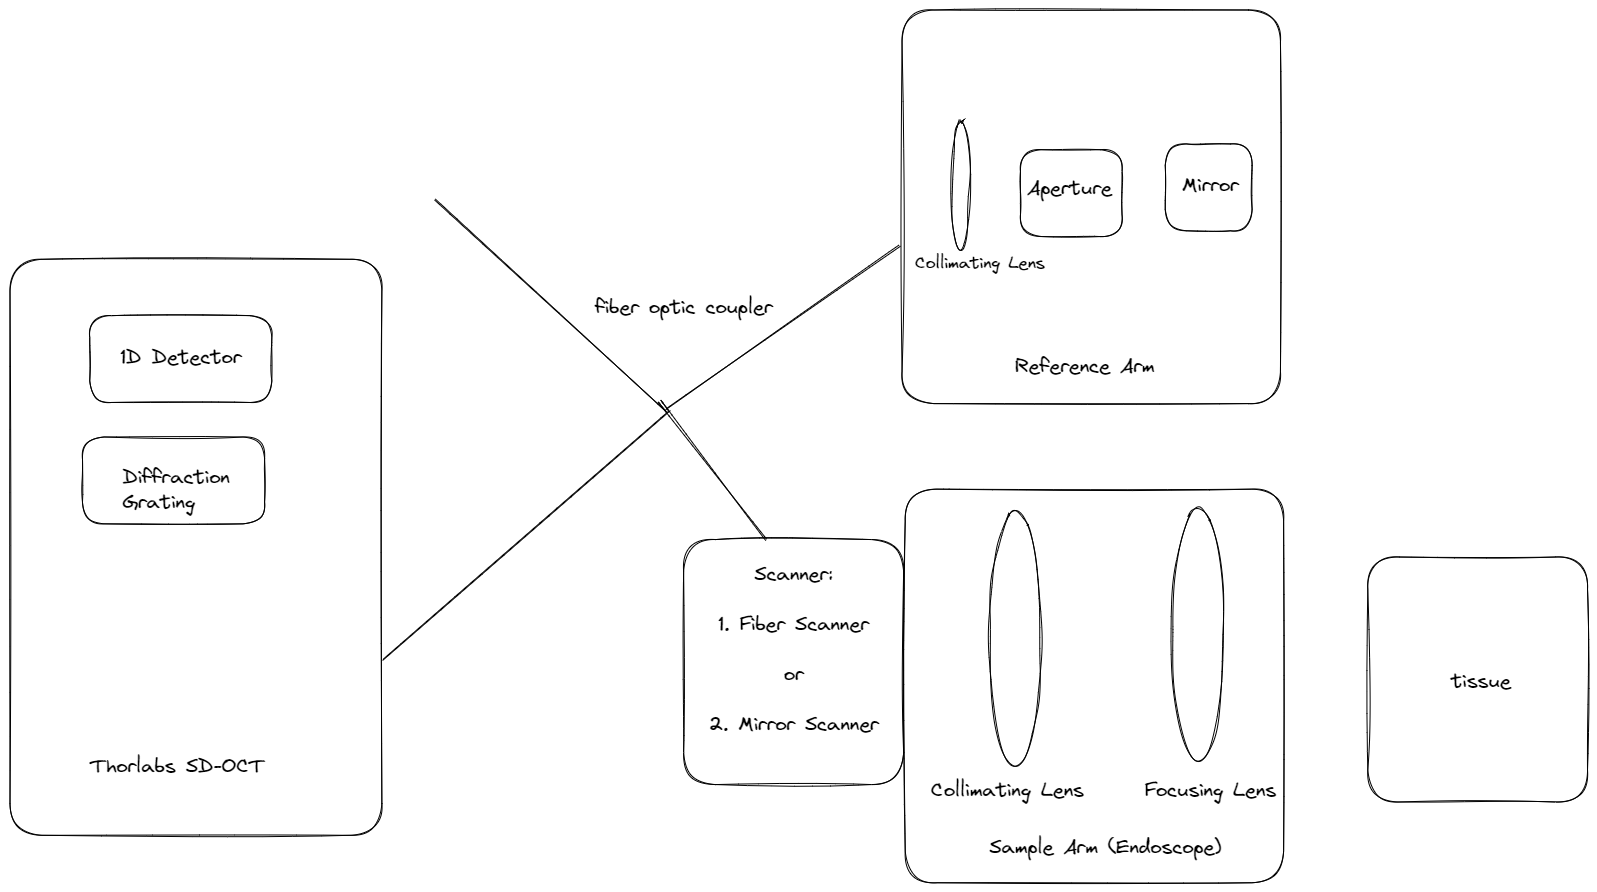 1D Detector
Diffraction
Grating
Thorlabs SD-OCT
fiber optic coupler
Collimating Lens
Aperture
Mirror
Reference Arm
Scanner:
1. Fiber Scanner
or
2. Mirror Scanner
Collimating Lens
Focusing Lens
Sample Arm (Endoscope)
tissue